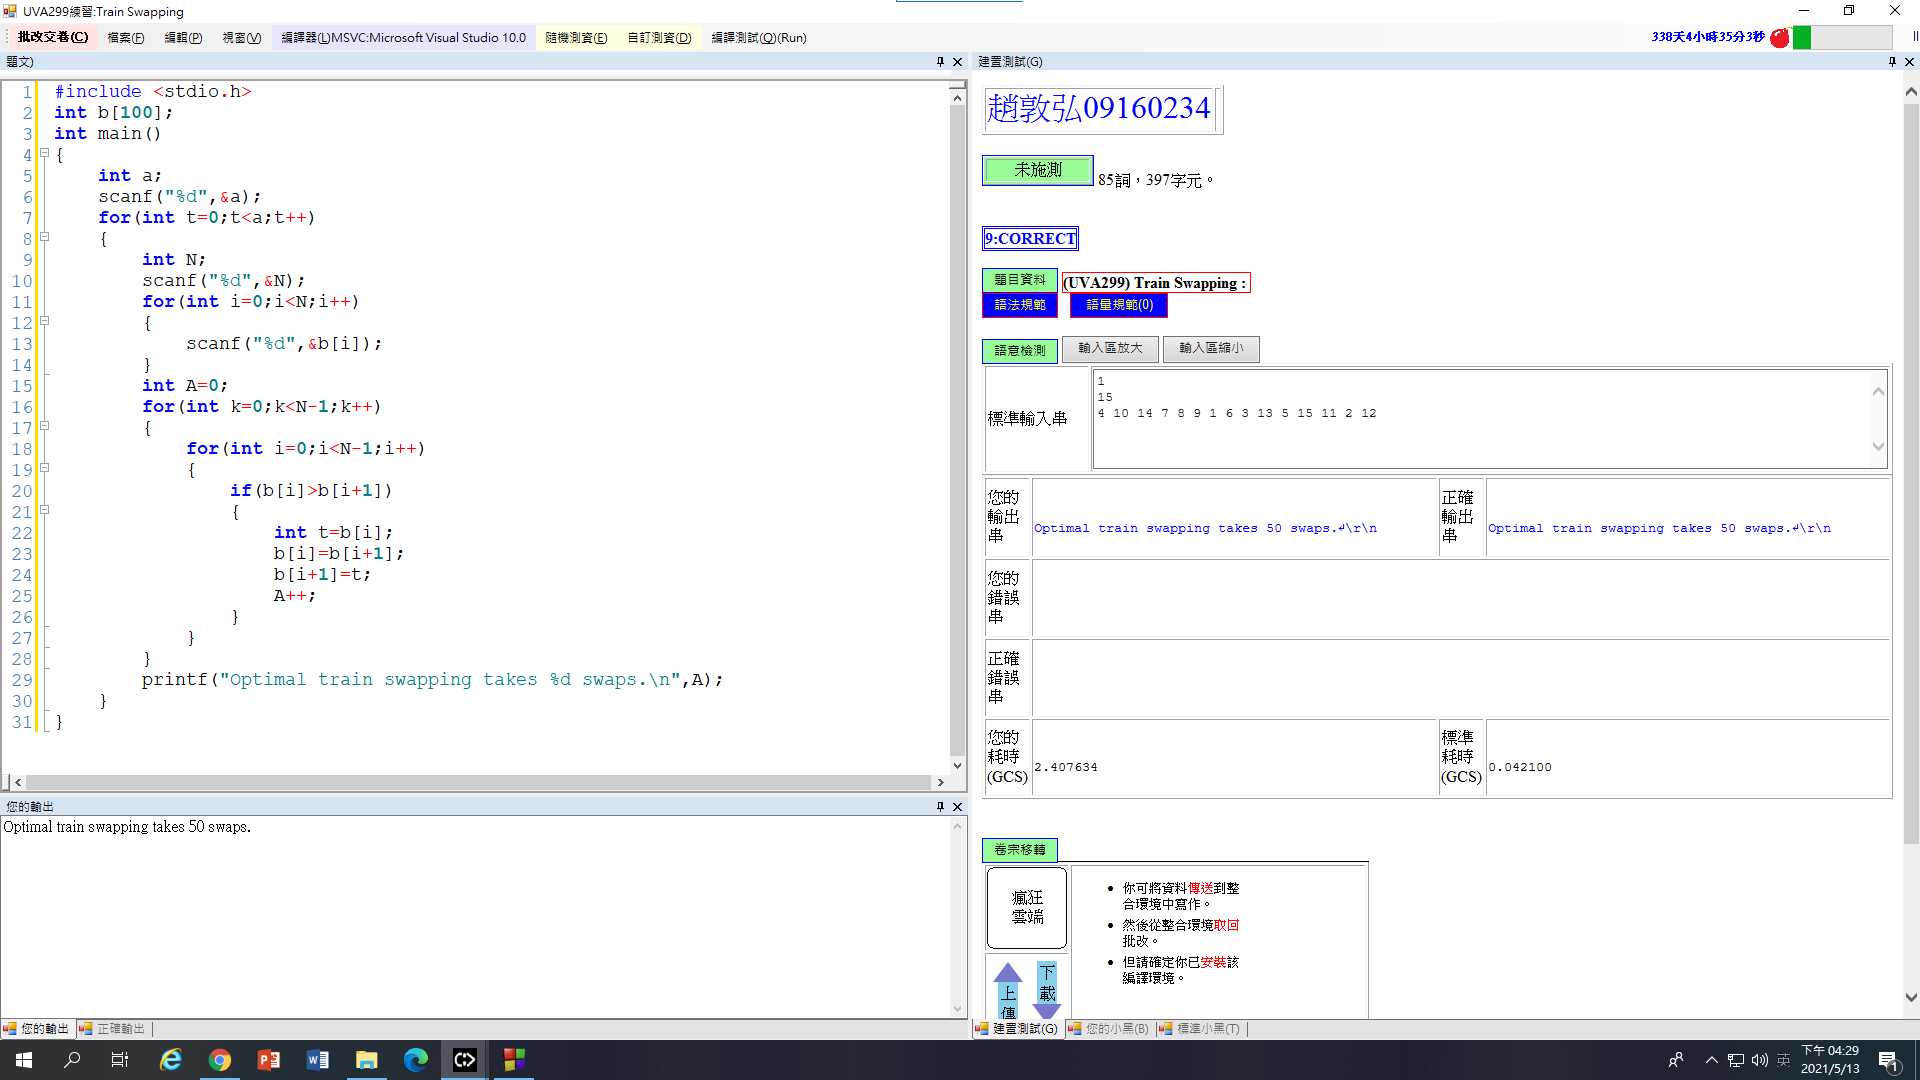 UVA299練習:Train Swapping
批改交卷(C) 檔案(F) 編輯(P) 視窗(V) 編譯器(L)MSVC:Microsoft Visual Studio 10.0 隨機測資(E) 自訂測資(D) 編譯測試(Q)(Run) 338天4小時35分3秒
題文)
1 #include <stdio.h>
2 int b[100];
3 int main()
4 {
5 int a;
6 scanf("%d",&a);
7 for(int t=0;t<a;t++)
8 {
9 int N;
10 scanf("%d",&N);
11 for(int i=0;i<N;i++)
12 {
13 scanf("%d",&b[i]);
14 }
15 int A=0;
16 for(int k=0;k<N-1;k++)
17 {
18 for(int i=0;i<N-1;i++)
19 {
20 if(b[i]>b[i+1])
21 {
22 int t=b[i];
23 b[i]=b[i+1];
24 b[i+1]=t;
25 A++;
26 }
27 }
28 }
29 printf("Optimal train swapping takes %d swaps.\n",A);
30 }
31 }
您的輸出
Optimal train swapping takes 50 swaps.
您的輸出 正確輸出
建置測試(G)
趙敦弘09160234
未施測 85詞，397字元。
9:CORRECT
題目資料 (UVA299) Train Swapping :
語法規範 語量規範(0)
語意檢測 輸入區放大 輸入區縮小
標準輸入串
1
15
4 10 14 7 8 9 1 6 3 13 5 15 11 2 12
您的
輸出
串
Optimal train swapping takes 50 swaps.↲\r\n
正確
輸出
串
Optimal train swapping takes 50 swaps.↲\r\n
您的
錯誤
串
正確
錯誤
串
您的
耗時
(GCS)
2.407634
標準
耗時
(GCS)
0.042100
卷宗移轉
瘋狂
雲端
上
傳
下
載
• 你可將資料傳送到整
合環境中寫作。
• 然後從整合環境取回
批改。
• 但請確定你已安裝該
編譯環境。
建置測試(G) 您的小黑(B) 標準小黑(T)
英
下午 04:29
2021/5/13
1